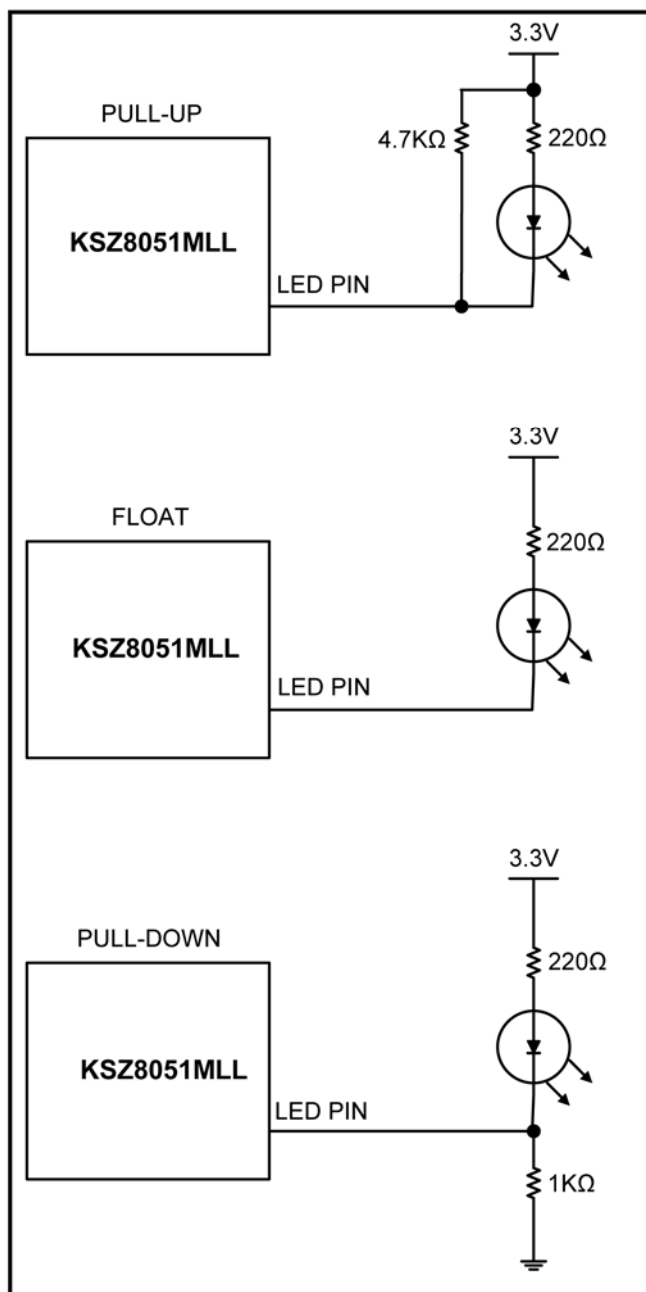 3.3V
PULL-UP
4.7KΩ
220Ω
KSZ8051MLL
LED PIN
3.3V
FLOAT
220Ω
KSZ8051MLL
LED PIN
3.3V
PULL-DOWN
220Ω
KSZ8051MLL
LED PIN
1KΩ